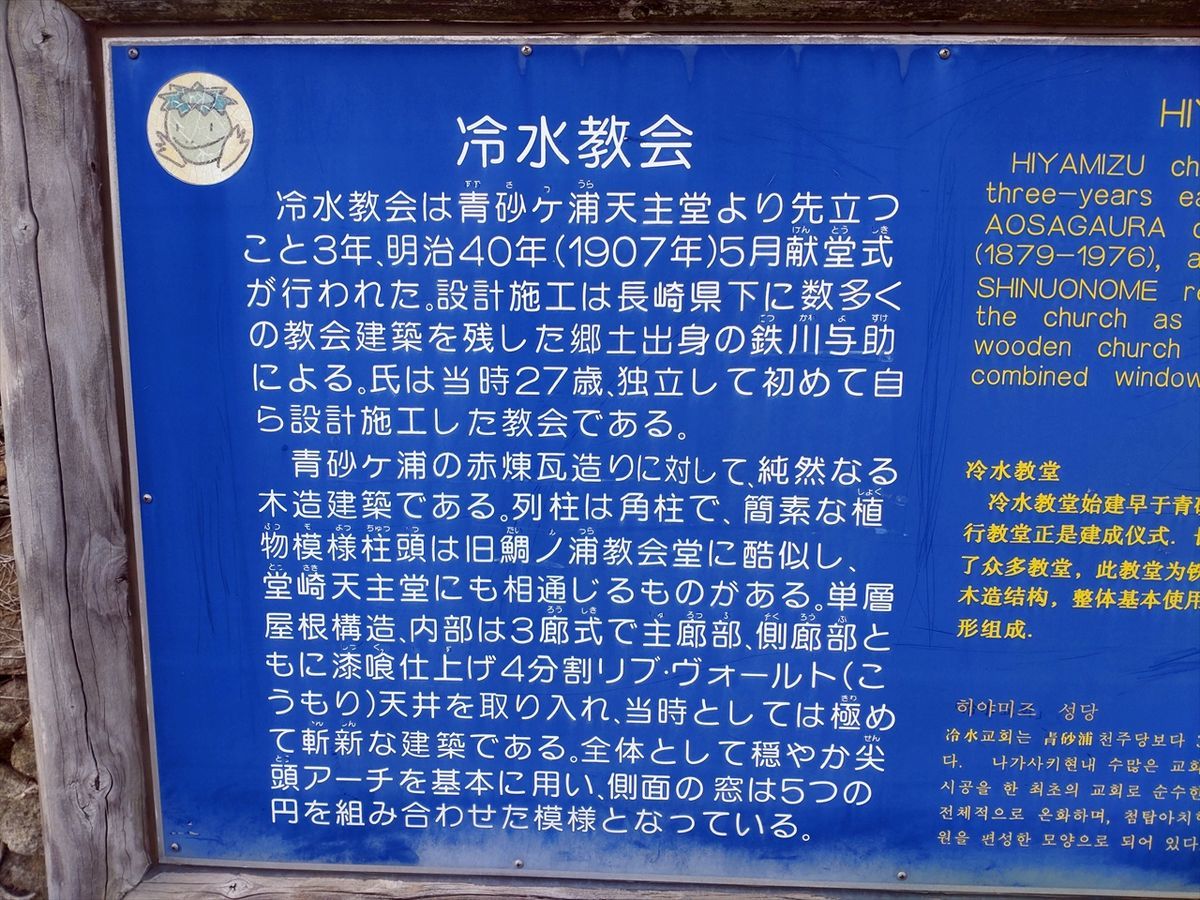 冷水教会
冷水教会は青砂ヶ浦天主堂より先立つ
こと3年、明治40年(1907年)5月献堂式
が行われた。設計施工は長崎県下に数多く
の教会建築を残した郷土出身の鉄川与助
による。氏は当時27歳、独立して初めて自
ら設計施工した教会である。
青砂ヶ浦の赤煉瓦造りに対して、純然なる
木造建築である。列柱は角柱で、簡素な植
物模様柱頭は旧鯛ノ浦教会堂に酷似し、
堂崎天主堂にも相通じるものがある。単層
屋根構造、内部は3廊式で主廊部、側廊部と
もに漆喰仕上げ4分割リブ・ヴォールト(こ
うもり)天井を取り入れ、当時としては極め
て斬新な建築である。全体として穏やか尖
頭アーチを基本に用い、側面の窓は5つの
円を組み合わせた模様となっている。
HIYAMIZU
three-years
AOSAGAURA
(1879-1976),
SHINUONOME
the church as
wooden church
combined
冷水教堂
冷水教堂始建早于青
行教堂正是建成仪式.
了众多教堂，此教堂为
木造结构，整体基本使用
形组成.
히야미즈 성당
冷水교회는 青砂浦 천주당보다
다. 나가사키현내 수많은
시공을 한 최초의 교회로
전체적으로 온화하며, 첨탑아치
원을 편성한 모양으로 되어 있다